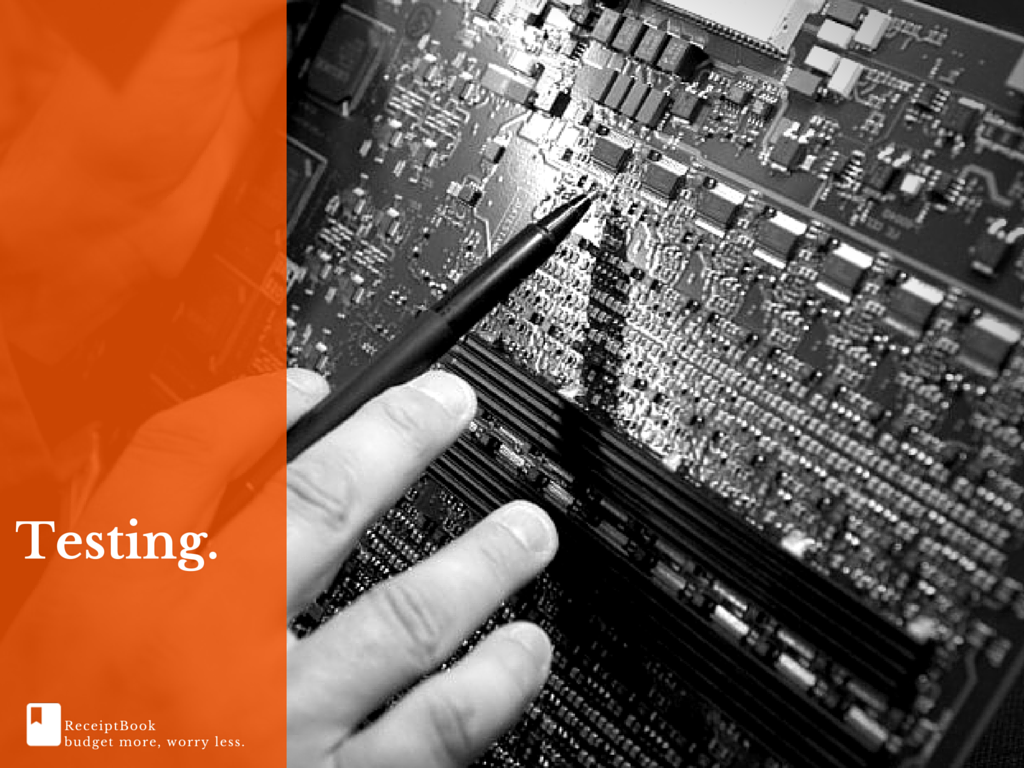 Testing.
ReceiptBook
budget more, worry less.